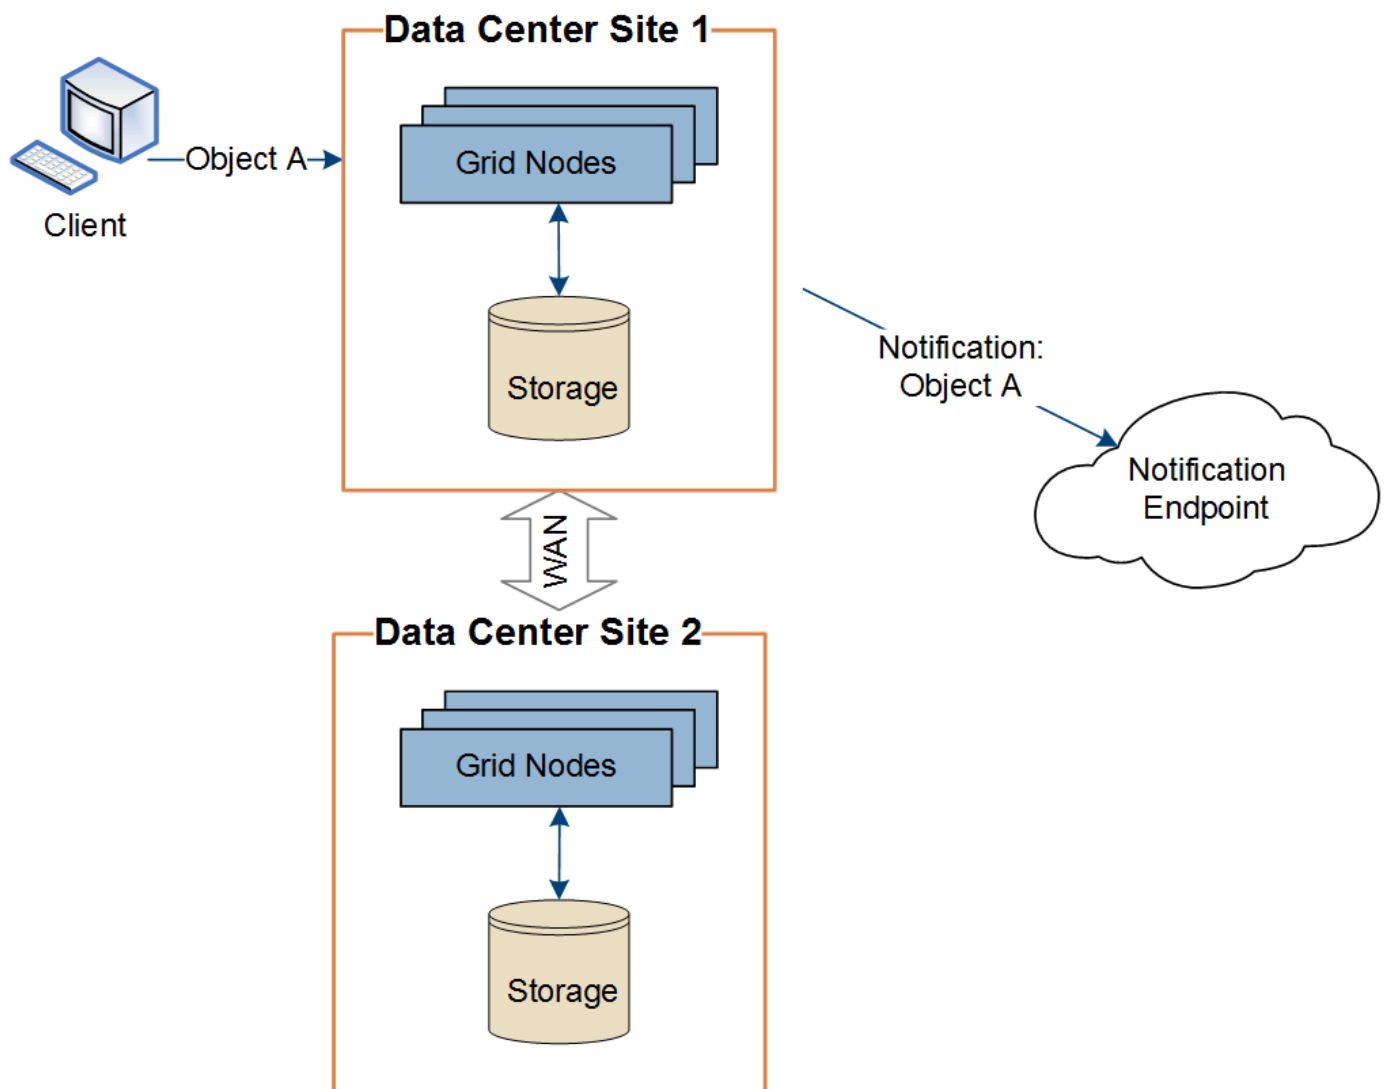 Data Center Site 1
Object A
Client
Grid Nodes
Storage
Notification:
Object A
Notification
Endpoint
WAN
Data Center Site 2
Grid Nodes
Storage